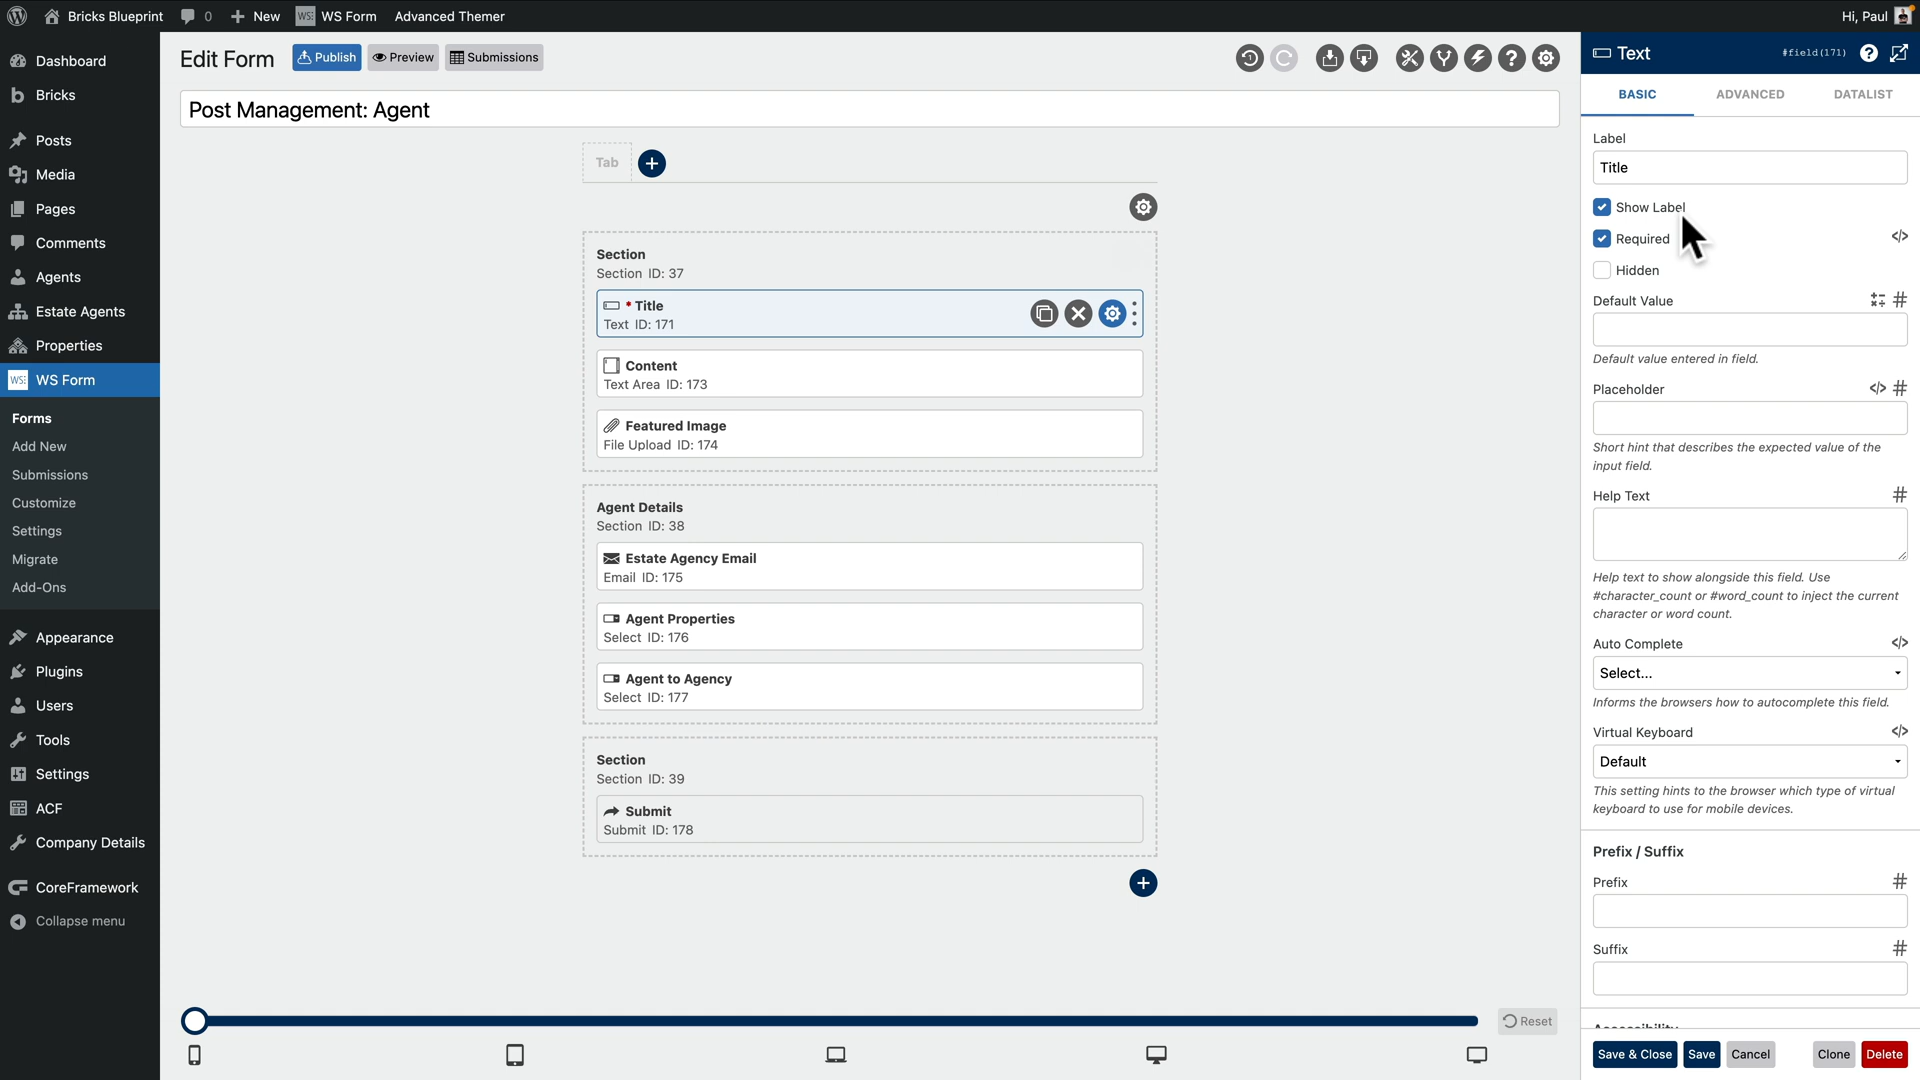 Bricks Blueprint
0
New
WS Form
Advanced Themer
Hi, Paul
Dashboard
Bricks
Posts
Media
Pages
Comments
Agents
Estate Agents
Properties
WS Form
Forms
Add New
Submissions
Customize
Settings
Migrate
Add-Ons
Appearance
Plugins
Users
Tools
Settings
ACF
Company Details
CoreFramework
Collapse menu
Edit Form
Publish
Preview
Submissions
Post Management: Agent
Tab
Section
Section ID: 37
* Title
Text ID: 171
Content
Text Area ID: 173
Featured Image
File Upload ID: 174
Agent Details
Section ID: 38
Estate Agency Email
Email ID: 175
Agent Properties
Select ID: 176
Agent to Agency
Select ID: 177
Section
Section ID: 39
Submit
Submit ID: 178
Reset
Text
#field(171)
BASIC
ADVANCED
DATALIST
Label
Title
Show Label
Required
Hidden
Default Value
Default value entered in field.
Placeholder
Short hint that describes the expected value of the
input field.
Help Text
Help text to show alongside this field. Use
#character_count or #word_count to inject the current
character or word count.
Auto Complete
Select...
Informs the browsers how to autocomplete this field.
Virtual Keyboard
Default
This setting hints to the browser which type of virtual
keyboard to use for mobile devices.
Prefix / Suffix
Prefix
Suffix
Accessibility
Save & Close
Save
Cancel
Clone
Delete